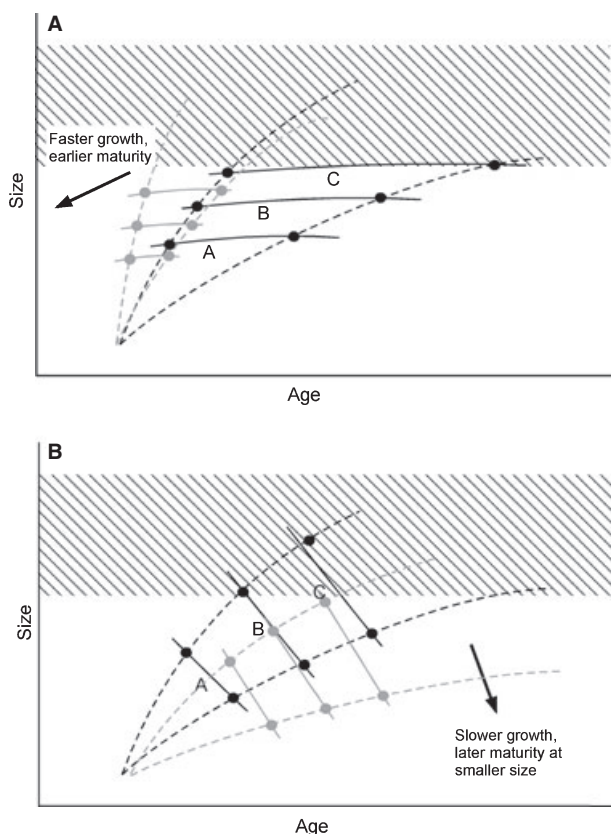 A
Faster growth,
earlier maturity
Size
C
B
A
Age
B
Size
C
B
A
Slower growth,
later maturity at
smaller size
Age